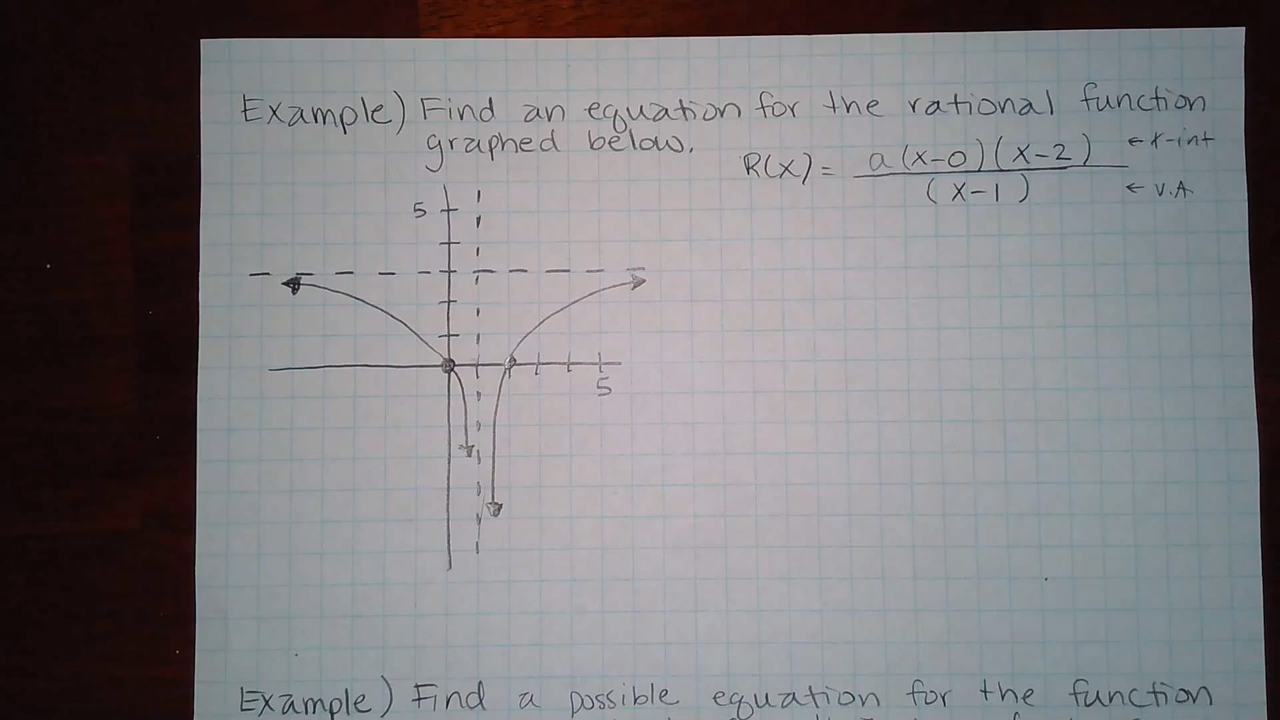 Example) Find an equation for the rational function
graphed below.
R(x) = a(x-0)(x-2) ← x-int
(x-1) ← V.A
5
5
Example) Find a possible equation for the function